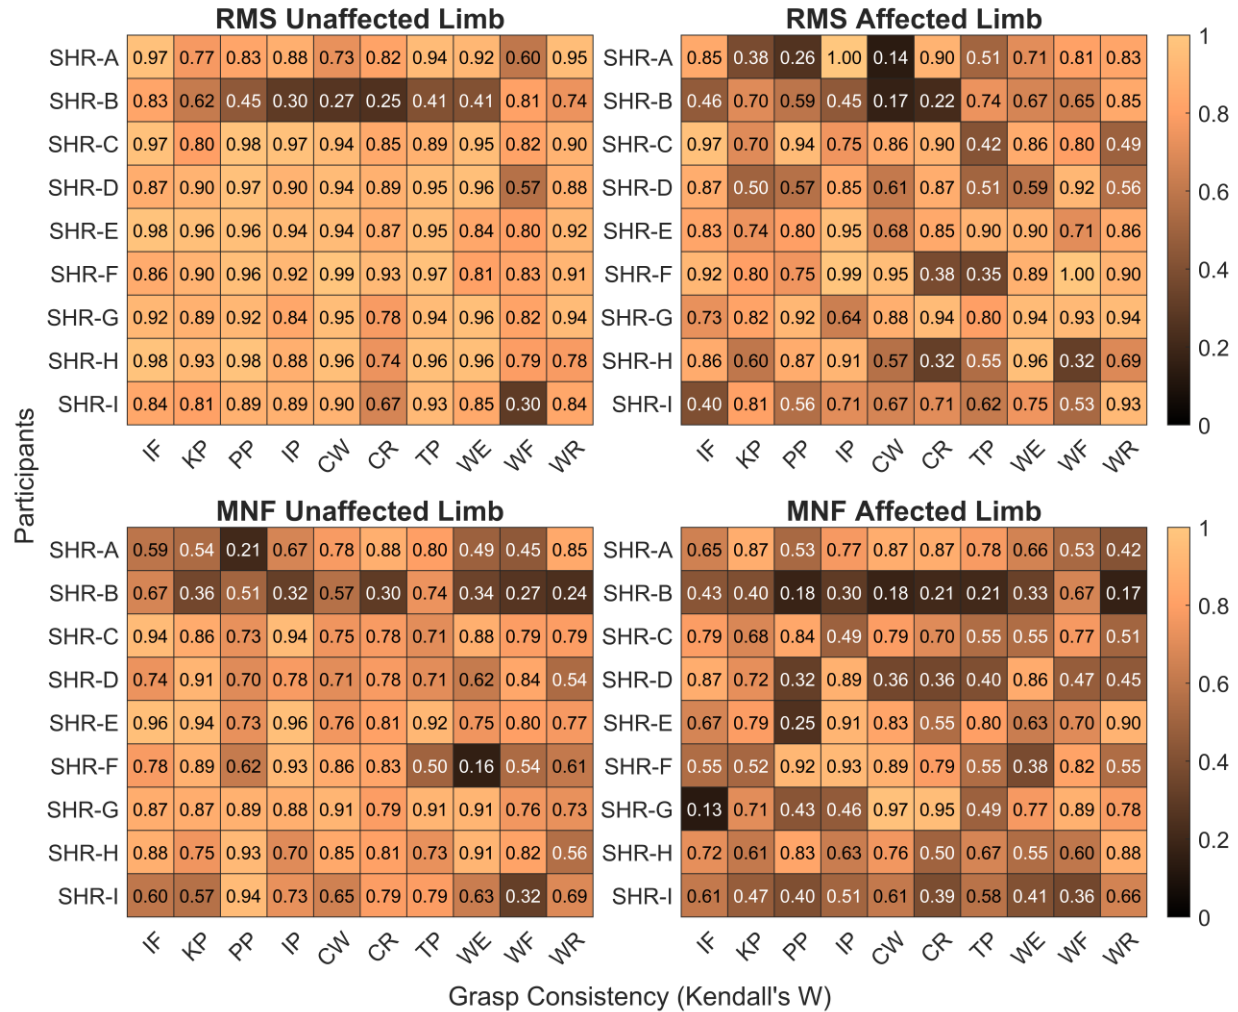 RMS Unaffected Limb
SHR-A 0.97 0.77 0.83 0.88 0.73 0.82 0.94 0.92 0.60 0.95
SHR-B 0.83 0.62 0.45 0.30 0.27 0.25 0.41 0.41 0.81 0.74
SHR-C 0.97 0.80 0.98 0.97 0.94 0.85 0.89 0.95 0.82 0.90
SHR-D 0.87 0.90 0.97 0.90 0.94 0.89 0.95 0.96 0.57 0.88
SHR-E 0.98 0.96 0.96 0.94 0.94 0.87 0.95 0.84 0.80 0.92
SHR-F 0.86 0.90 0.96 0.92 0.99 0.93 0.97 0.81 0.83 0.91
SHR-G 0.92 0.89 0.92 0.84 0.95 0.78 0.94 0.96 0.82 0.94
SHR-H 0.98 0.93 0.98 0.88 0.96 0.74 0.96 0.96 0.79 0.78
SHR-I 0.84 0.81 0.89 0.89 0.90 0.67 0.93 0.85 0.30 0.84
IF KP PP IP CW CR TP WE WF WR
RMS Affected Limb
SHR-A 0.85 0.38 0.26 1.00 0.14 0.90 0.51 0.71 0.81 0.83
SHR-B 0.46 0.70 0.59 0.45 0.17 0.22 0.74 0.67 0.65 0.85
SHR-C 0.97 0.70 0.94 0.75 0.86 0.90 0.42 0.86 0.80 0.49
SHR-D 0.87 0.50 0.57 0.85 0.61 0.87 0.51 0.59 0.92 0.56
SHR-E 0.83 0.74 0.80 0.95 0.68 0.85 0.90 0.90 0.71 0.86
SHR-F 0.92 0.80 0.75 0.99 0.95 0.38 0.35 0.89 1.00 0.90
SHR-G 0.73 0.82 0.92 0.64 0.88 0.94 0.80 0.94 0.93 0.94
SHR-H 0.86 0.60 0.87 0.91 0.57 0.32 0.55 0.96 0.32 0.69
SHR-I 0.40 0.81 0.56 0.71 0.67 0.71 0.62 0.75 0.53 0.93
IF KP PP IP CW CR TP WE WF WR
1
0.8
0.6
0.4
0.2
0
Participants
MNF Unaffected Limb
SHR-A 0.59 0.54 0.21 0.67 0.78 0.88 0.80 0.49 0.45 0.85
SHR-B 0.67 0.36 0.51 0.32 0.57 0.30 0.74 0.34 0.27 0.24
SHR-C 0.94 0.86 0.73 0.94 0.75 0.78 0.71 0.88 0.79 0.79
SHR-D 0.74 0.91 0.70 0.78 0.71 0.78 0.71 0.62 0.84 0.54
SHR-E 0.96 0.94 0.73 0.96 0.76 0.81 0.92 0.75 0.80 0.77
SHR-F 0.78 0.89 0.62 0.93 0.86 0.83 0.50 0.16 0.54 0.61
SHR-G 0.87 0.87 0.89 0.88 0.91 0.79 0.91 0.91 0.76 0.73
SHR-H 0.88 0.75 0.93 0.70 0.85 0.81 0.73 0.91 0.82 0.56
SHR-I 0.60 0.57 0.94 0.73 0.65 0.79 0.79 0.63 0.32 0.69
IF KP PP IP CW CR TP WE WF WR
MNF Affected Limb
SHR-A 0.65 0.87 0.53 0.77 0.87 0.87 0.78 0.66 0.53 0.42
SHR-B 0.43 0.40 0.18 0.30 0.18 0.21 0.21 0.33 0.67 0.17
SHR-C 0.79 0.68 0.84 0.49 0.79 0.70 0.55 0.55 0.77 0.51
SHR-D 0.87 0.72 0.32 0.89 0.36 0.36 0.40 0.86 0.47 0.45
SHR-E 0.67 0.79 0.25 0.91 0.83 0.55 0.80 0.63 0.70 0.90
SHR-F 0.55 0.52 0.92 0.93 0.89 0.79 0.55 0.38 0.82 0.55
SHR-G 0.13 0.71 0.43 0.46 0.97 0.95 0.49 0.77 0.89 0.78
SHR-H 0.72 0.61 0.83 0.63 0.76 0.50 0.67 0.55 0.60 0.88
SHR-I 0.61 0.47 0.40 0.51 0.61 0.39 0.58 0.41 0.36 0.66
IF KP PP IP CW CR TP WE WF WR
1
0.8
0.6
0.4
0.2
0
Grasp Consistency (Kendall's W)